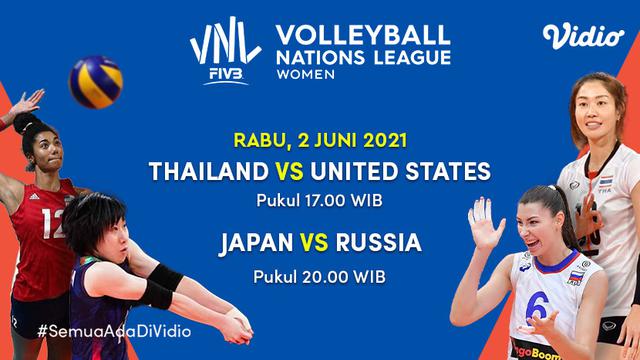 VNL
FIVB
VOLLEYBALL
NATIONS LEAGUE
WOMEN
Vidio
RABU, 2 JUNI 2021
THAILAND VS UNITED STATES
Pukul 17.00 WIB
JAPAN VS RUSSIA
Pukul 20.00 WIB
12
THA
6
#SemuaAdaDiVidio